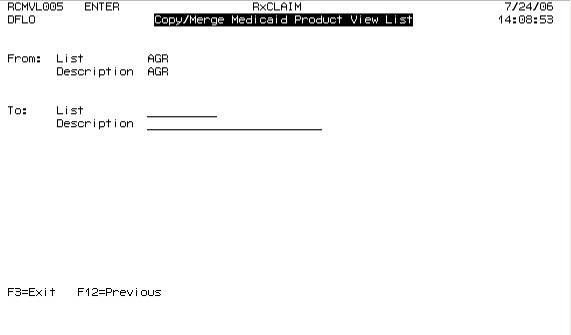 RCMVL005 ENTER RxCLAIM 7/24/06
DFLO Copy/Merge Medicaid Product View List 14:08:53
From: List AGR
Description AGR
To: List
Description
F3=Exit F12=Previous